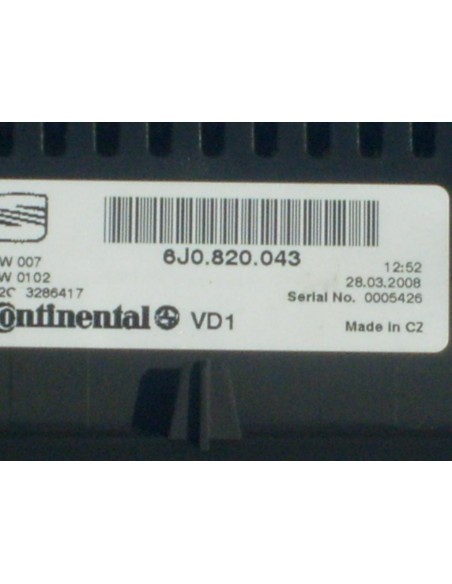 6J0.820.043
W 007
12:52
W 0102
28.03.2008
2C 3286417
Serial No. 0005426
Continental VD1
Made in CZ